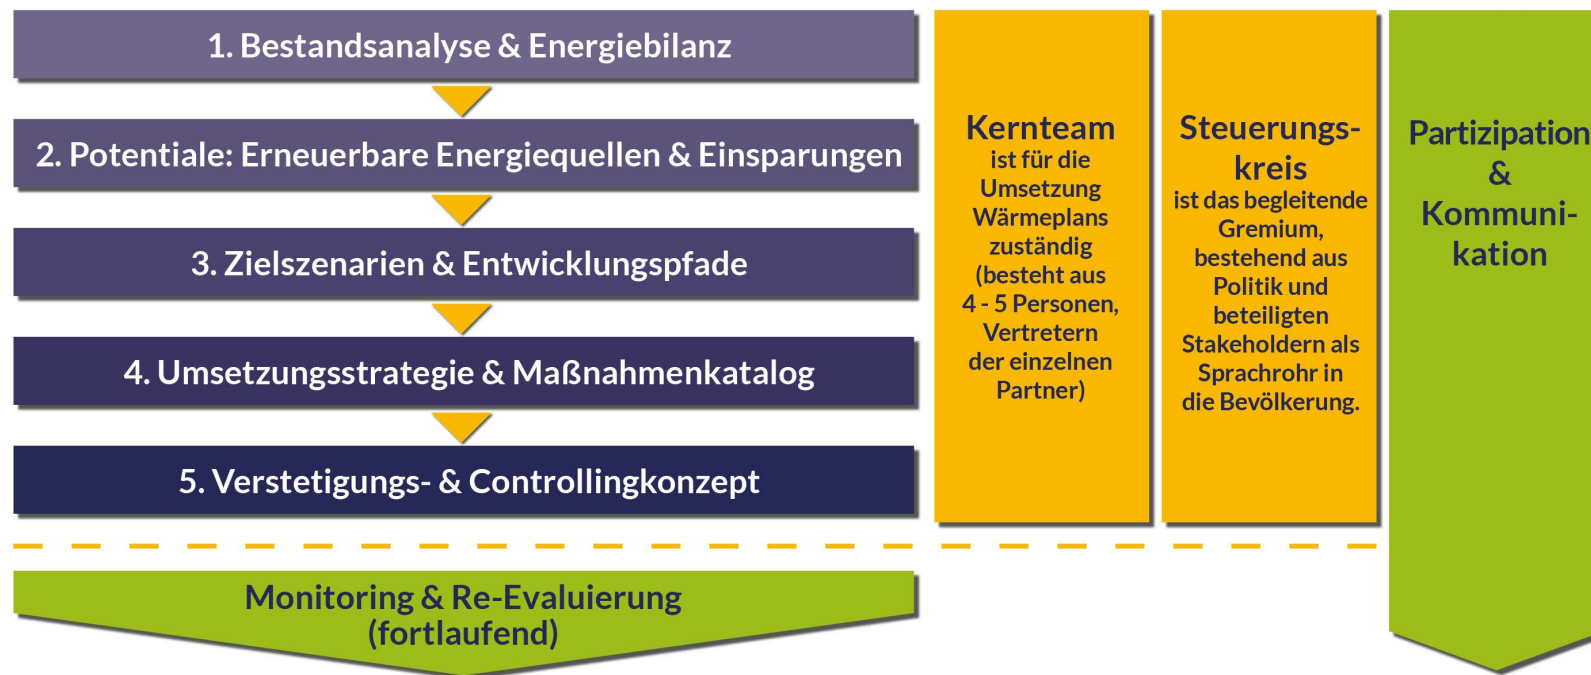 1. Bestandsanalyse & Energiebilanz
2. Potentiale: Erneuerbare Energiequellen & Einsparungen
3. Zielszenarien & Entwicklungspfade
4. Umsetzungsstrategie & Maßnahmenkatalog
5. Verstetigungs- & Controllingkonzept
Monitoring & Re-Evaluierung
(fortlaufend)
Kernteam
ist für die
Umsetzung
Wärmeplans
zuständig
(besteht aus
4 - 5 Personen,
Vertretern
der einzelnen
Partner)
Steuerungs-
kreis
ist das begleitende
Gremium,
bestehend aus
Politik und
beteiligten
Stakeholdern als
Sprachrohr in
die Bevölkerung.
Partizipation
&
Kommuni-
kation